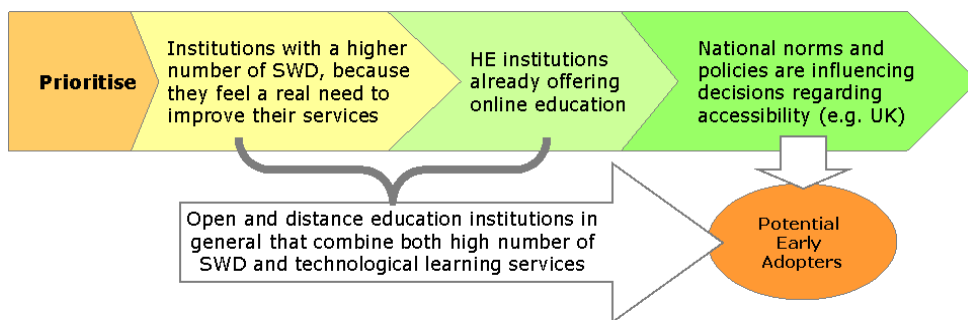 Prioritise
Institutions with a higher
number of SWD, because
they feel a real need to
improve their services
HE institutions
already offering
online education
National norms and
policies are influencing
decisions regarding
accessibility (e.g. UK)
Open and distance education institutions in
general that combine both high number of
SWD and technological learning services
Potential
Early
Adopters